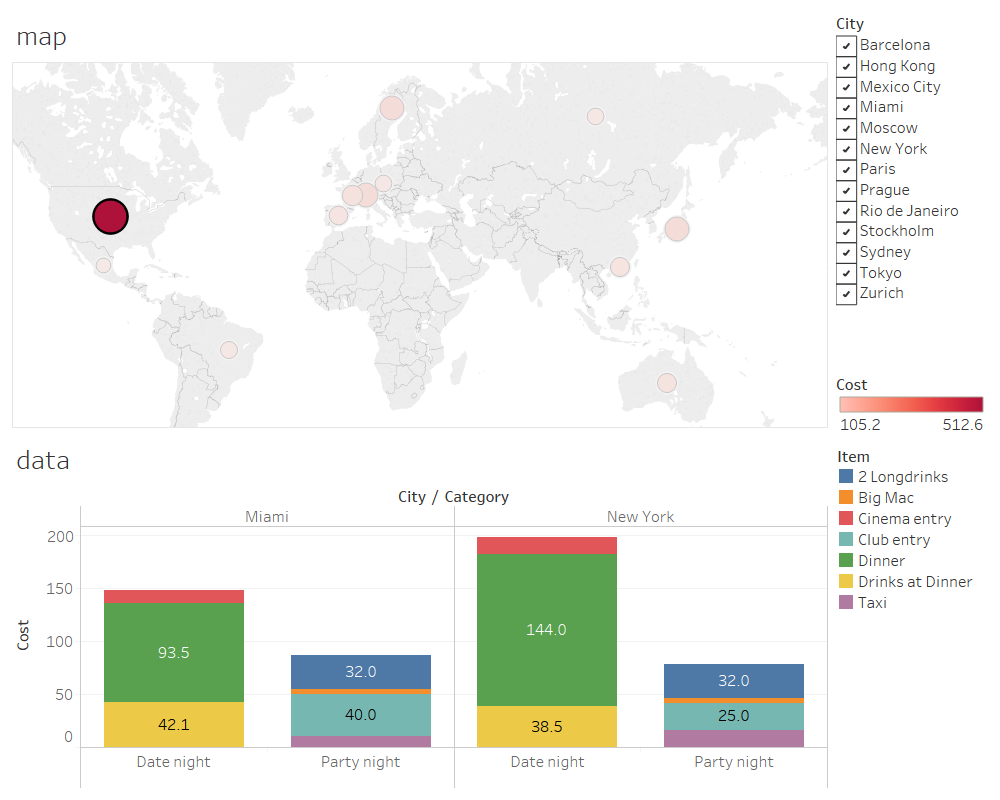 map
City
Barcelona
Hong Kong
Mexico City
Miami
Moscow
New York
Paris
Prague
Rio de Janeiro
Stockholm
Sydney
Tokyo
Zurich
Cost
105.2 512.6
data
City / Category
Miami New York
Cost
200
150
100
50
0
93.5
42.1
32.0
40.0
144.0
38.5
32.0
25.0
Date night Party night Date night Party night
Item
2 Longdrinks
Big Mac
Cinema entry
Club entry
Dinner
Drinks at Dinner
Taxi